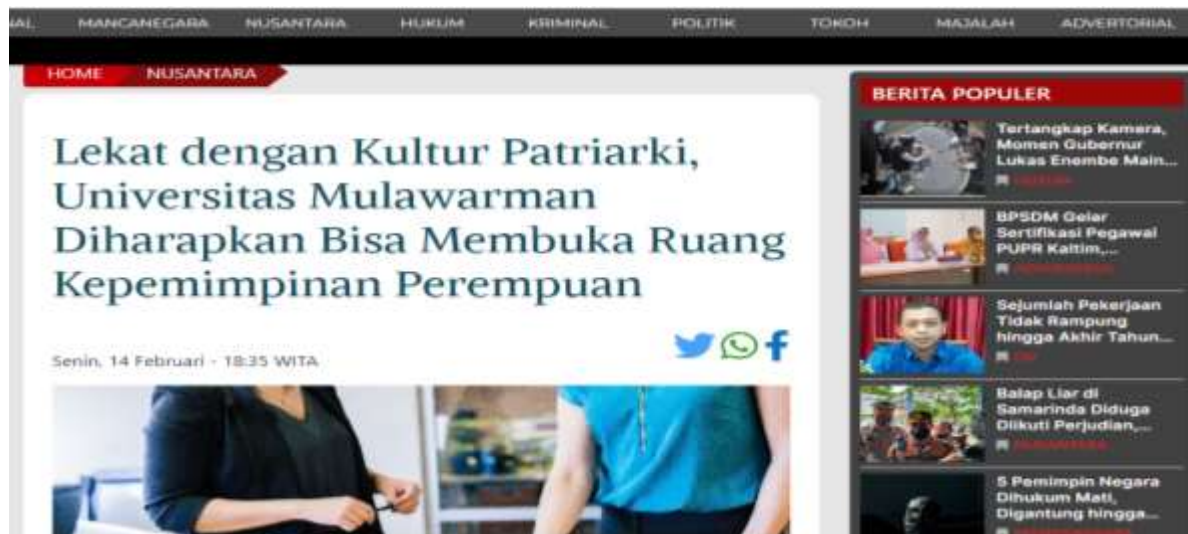 MANCANEGARA NUSANTARA HUKUM KRIMINAL POLITIK TOKOH MAJALAH ADVERTORIAL
HOME NUSANTARA
Lekat dengan Kultur Patriarki,
Universitas Mulawarman
Diharapkan Bisa Membuka Ruang
Kepemimpinan Perempuan
Senin, 14 Februari - 18:35 WITA
BERITA POPULER
Tertangkap Kamera,
Momen Gubernur
Lukas Enembe Main...
BPSDM Gelar
Sertifikasi Pegawai
PUPR Kaltim,...
Sejumlah Pekerjaan
Tidak Rampung
hingga Akhir Tahun...
Balap Liar di
Samarinda Diduga
Diikuti Perjudian,...
NUSANTARA
5 Pemimpin Negara
Dihukum Mati,
Digantung hingga...